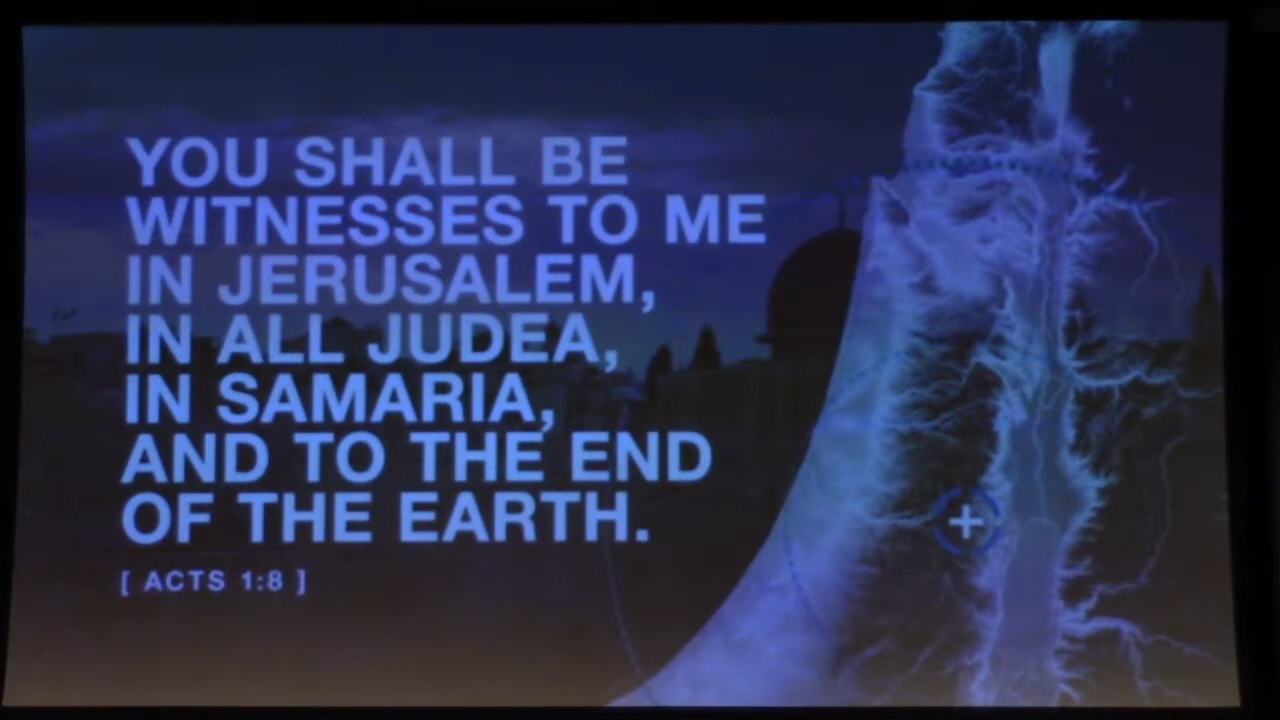 YOU SHALL BE
WITNESSES TO ME
IN JERUSALEM,
IN ALL JUDEA,
IN SAMARIA,
AND TO THE END
OF THE EARTH.
[ ACTS 1:8 ]